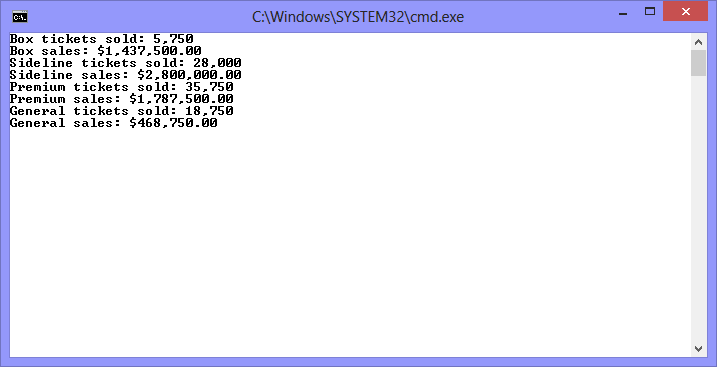 C:\Windows\SYSTEM32\cmd.exe
Box tickets sold: 5,750
Box sales: $1,437,500.00
Sideline tickets sold: 28,000
Sideline sales: $2,800,000.00
Premium tickets sold: 35,750
Premium sales: $1,787,500.00
General tickets sold: 18,750
General sales: $468,750.00